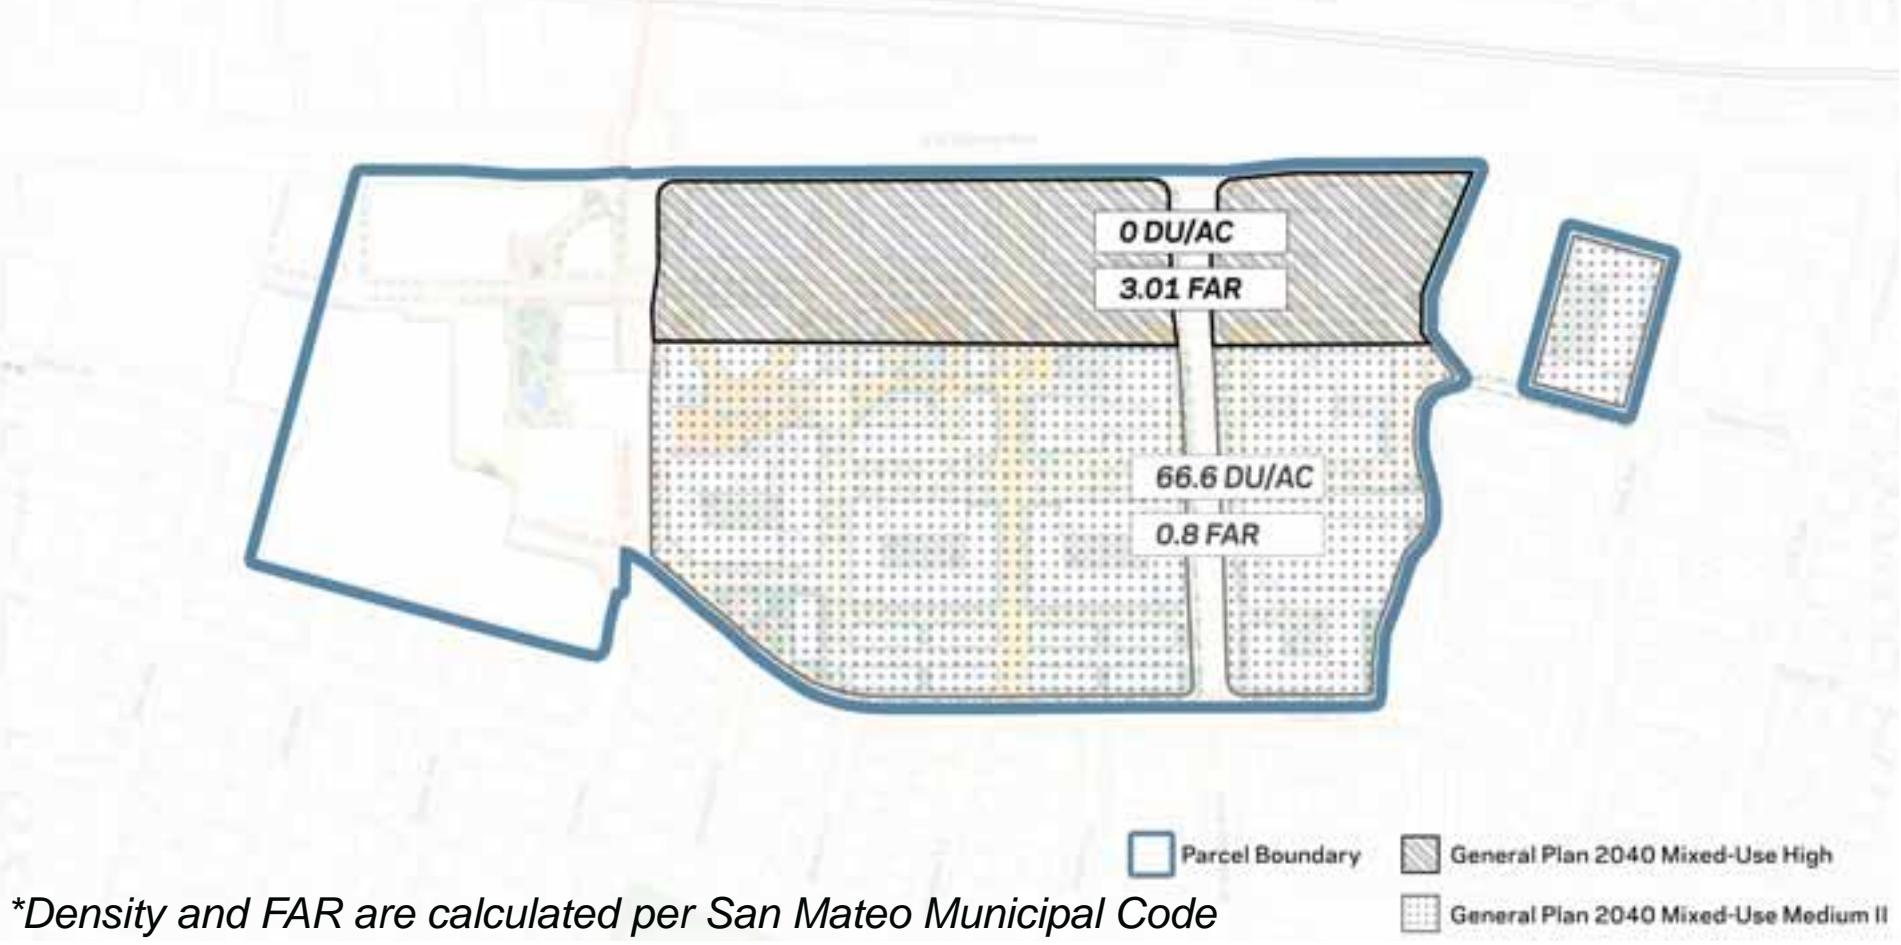 0 DU/AC
3.01 FAR
66.6 DU/AC
0.8 FAR
Parcel Boundary
General Plan 2040 Mixed-Use High
General Plan 2040 Mixed-Use Medium II
*Density and FAR are calculated per San Mateo Municipal Code